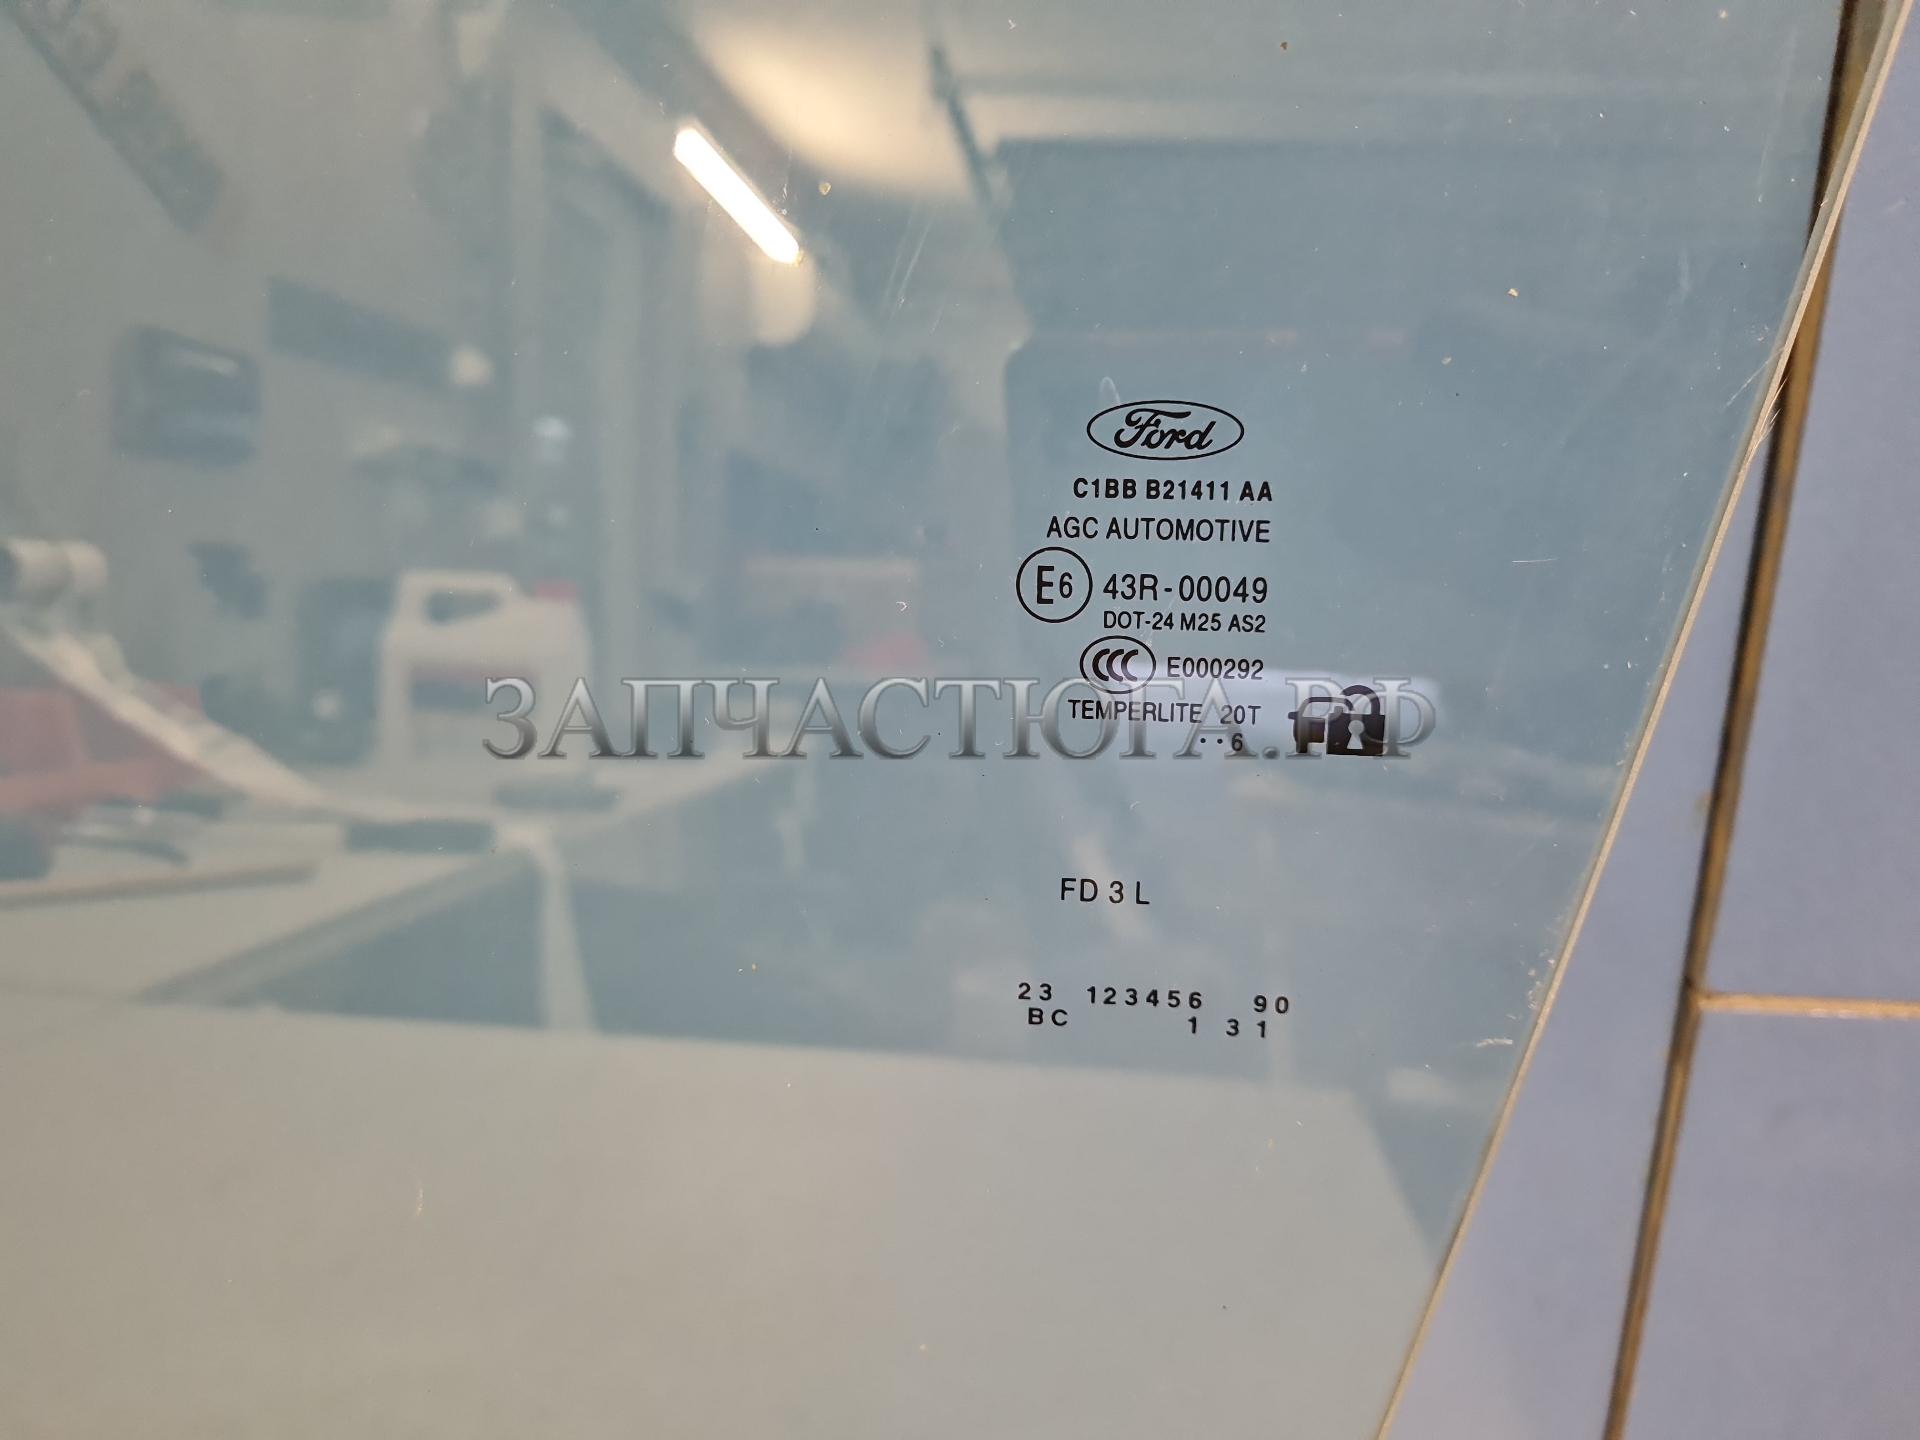 Ford
C1BB B21411 AA
AGC AUTOMOTIVE
E6 43R-00049
DOT-24 M25 AS2
CCC E000292
ЗАПЧАСТЮГА.РФ
TEMPERLITE 20T
··6
FD 3 L
23 123456 90
BC 1 3 1